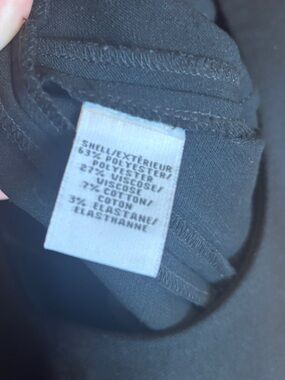 SHELL/EXTÉRIEUR
63% POLYESTER/
POLYESTER
27% VISCOSE/
VISCOSE
7% COTTON/
COTON
3% ELASTANE/
ELASTHANNE